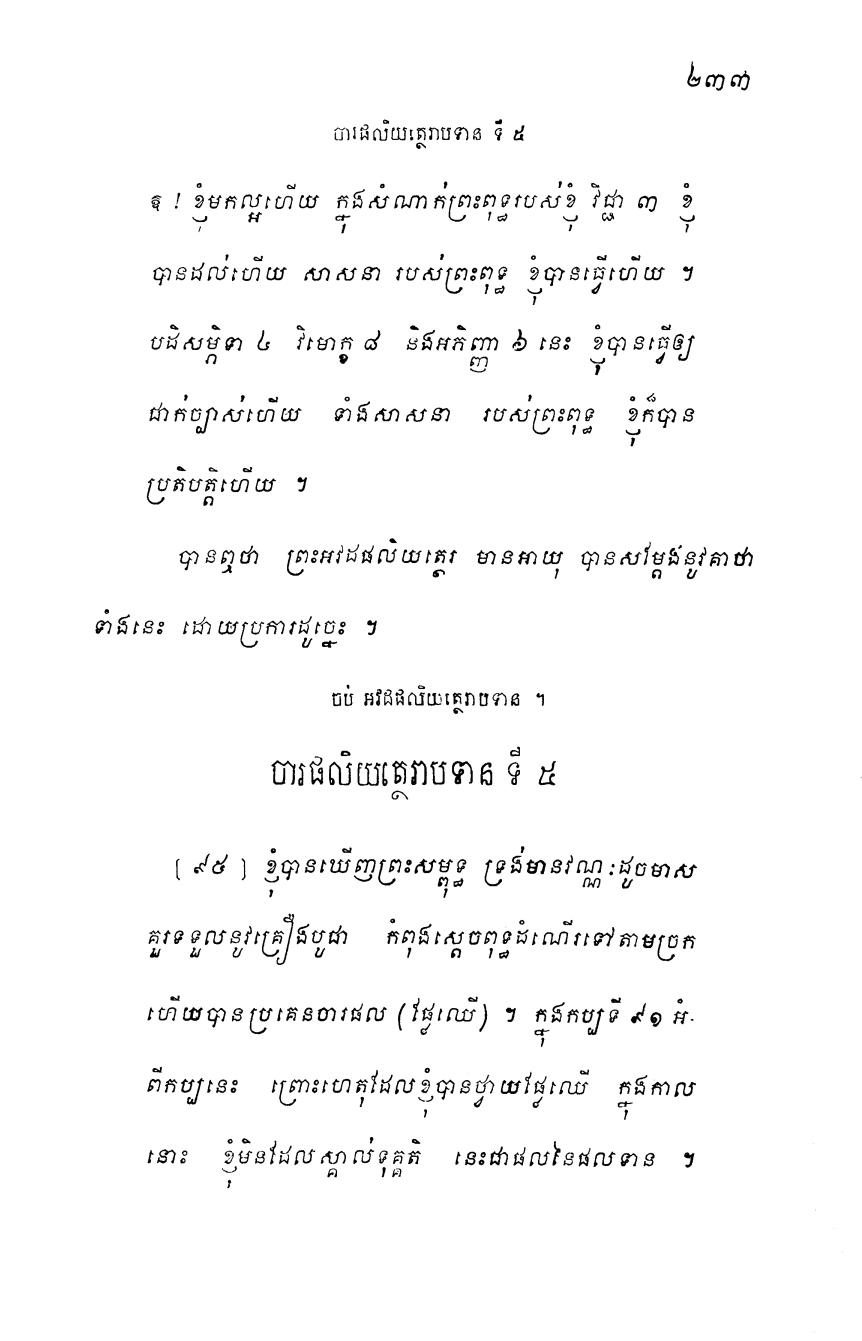 ២៣៣
បារផលិយត្ថេរាបទាន ទី ៥
ឱ ! ខ្ញុំមកល្អហើយ ក្នុងសំណាក់ព្រះពុទ្ធរបស់ខ្ញុំ វិជ្ជា ៣ ខ្ញុំ
បានដល់ហើយ សាសនា របស់ព្រះពុទ្ធ ខ្ញុំបានធ្វើហើយ ។
បដិសម្ភិទា ៤ វិមោក្ខ ៨ និងអភិញ្ញា ៦ នេះ ខ្ញុំបានធ្វើឲ្យ
ជាក់ច្បាស់ហើយ ទាំងសាសនា របស់ព្រះពុទ្ធ ខ្ញុំក៏បាន
ប្រតិបត្តិហើយ ។
បានឮថា ព្រះអវដផលិយត្ថេរ មានអាយុ បានសម្ដែងនូវគាថា
ទាំងនេះ ដោយប្រការដូច្នេះ ។
ចប់ អវដផលិយត្ថេរាបទាន ។
បារផលិយត្ថេរាបទាន ទី ៥
[ ៩៥ ] ខ្ញុំបានឃើញព្រះសម្ពុទ្ធ ទ្រង់មានវណ្ណៈដូចមាស
គួរទទួលនូវគ្រឿងបូជា កំពុងស្ដេចពុទ្ធដំណើរទៅតាមច្រក
ហើយបានប្រគេនចារផល (ផ្លែឈើ) ។ ក្នុងកប្បទី ៩១ អំ-
ពីកប្បនេះ ព្រោះហេតុដែលខ្ញុំបានថ្វាយផ្លែឈើ ក្នុងកាល
នោះ ខ្ញុំមិនដែលស្គាល់ទុគ្គតិ នេះជាផលនៃផលទាន ។